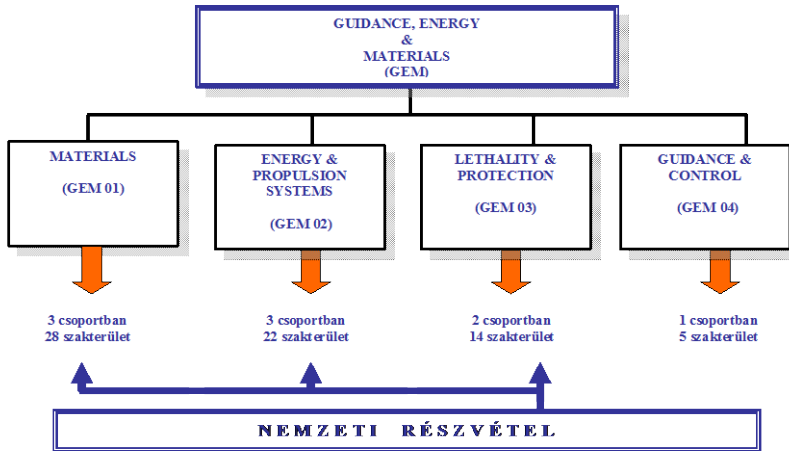 GUIDANCE, ENERGY
&
MATERIALS
(GEM)
MATERIALS
(GEM 01)
ENERGY &
PROPULSION
SYSTEMS
(GEM 02)
LETHALITY &
PROTECTION
(GEM 03)
GUIDANCE &
CONTROL
(GEM 04)
3 csoportban
28 szakterület
3 csoportban
22 szakterület
2 csoportban
14 szakterület
1 csoportban
5 szakterület
NEMZETI RÉSZVÉTEL